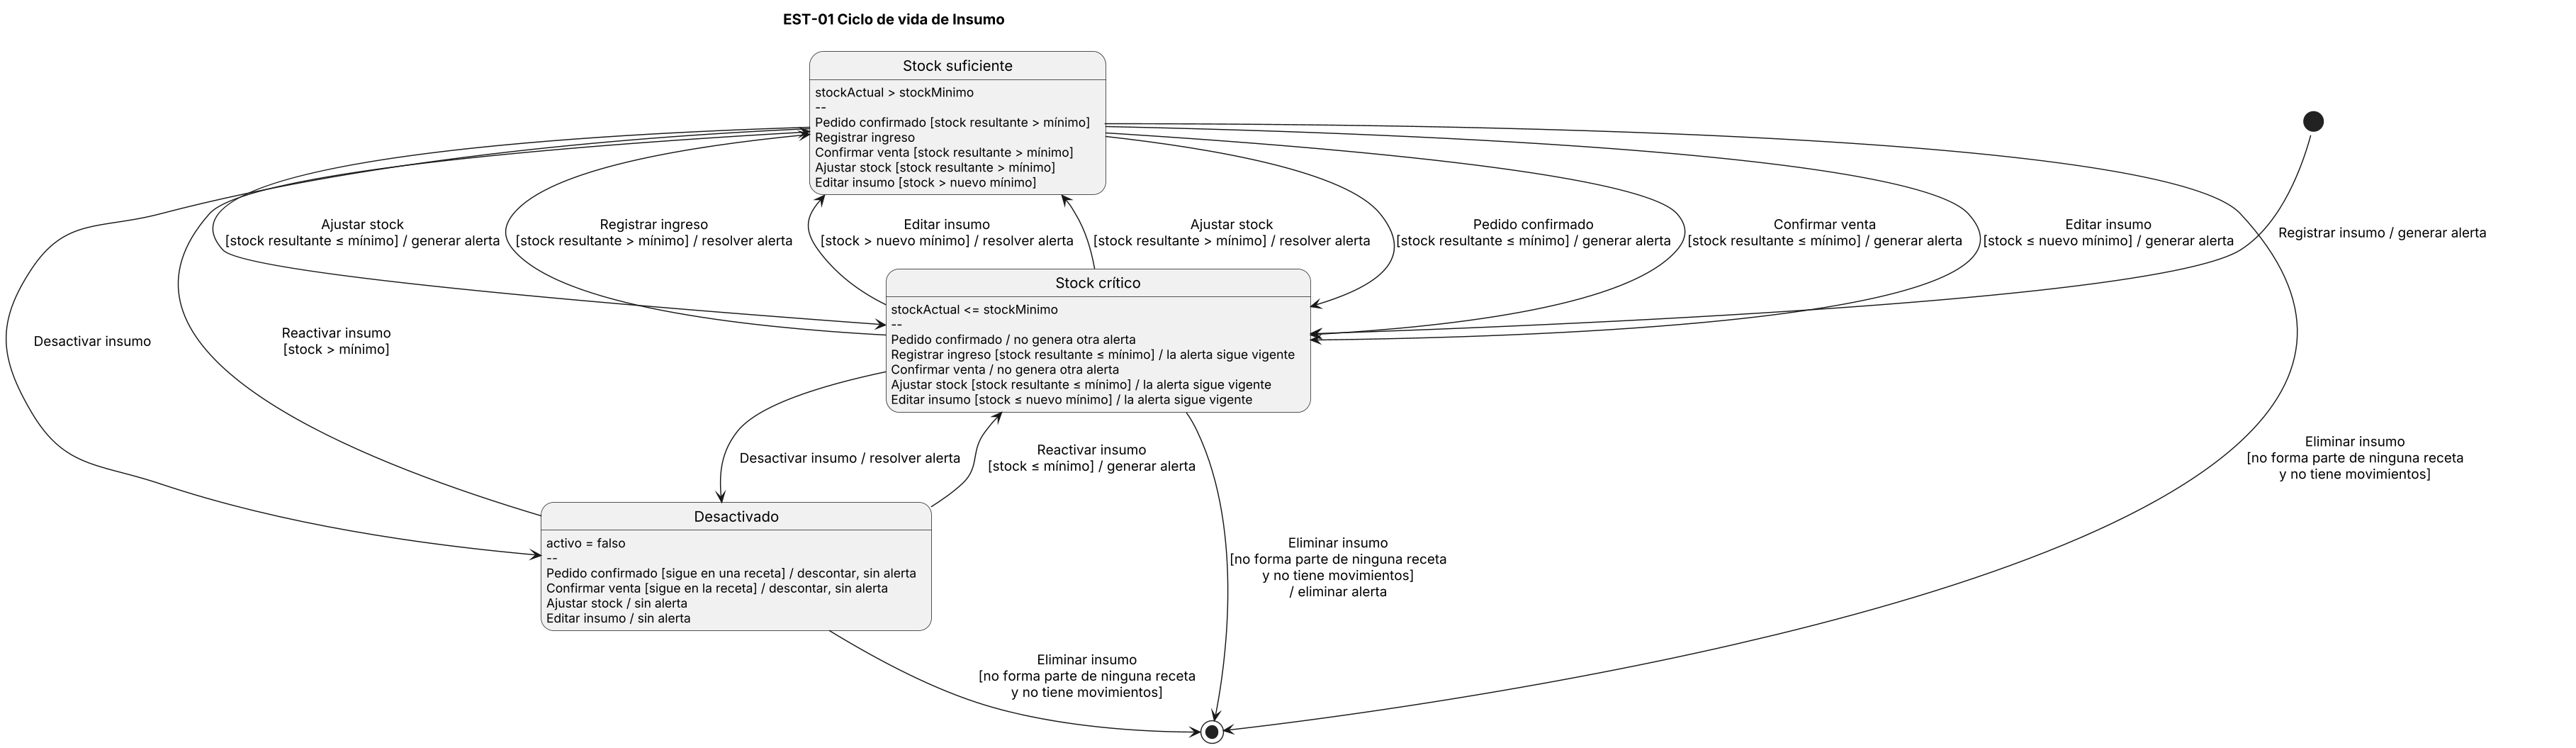 EST-01 Ciclo de vida de Insumo
Stock suficiente
stockActual > stockMinimo
--
Pedido confirmado [stock resultante > mínimo]
Registrar ingreso
Confirmar venta [stock resultante > mínimo]
Ajustar stock [stock resultante > mínimo]
Editar insumo [stock > nuevo mínimo]
Ajustar stock
[stock resultante ≤ mínimo] / generar alerta
Registrar ingreso
[stock resultante > mínimo] / resolver alerta
Editar insumo
[stock > nuevo mínimo] / resolver alerta
Ajustar stock
[stock resultante > mínimo] / resolver alerta
Pedido confirmado
[stock resultante ≤ mínimo] / generar alerta
Confirmar venta
[stock resultante ≤ mínimo] / generar alerta
Editar insumo
[stock ≤ nuevo mínimo] / generar alerta
Registrar insumo / generar alerta
Stock crítico
stockActual <= stockMinimo
--
Pedido confirmado / no genera otra alerta
Registrar ingreso [stock resultante ≤ mínimo] / la alerta sigue vigente
Confirmar venta / no genera otra alerta
Ajustar stock [stock resultante ≤ mínimo] / la alerta sigue vigente
Editar insumo [stock ≤ nuevo mínimo] / la alerta sigue vigente
Desactivar insumo
Reactivar insumo
[stock > mínimo]
Desactivar insumo / resolver alerta
Reactivar insumo
[stock ≤ mínimo] / generar alerta
Eliminar insumo
[no forma parte de ninguna receta
y no tiene movimientos]
Desactivado
activo = falso
--
Pedido confirmado [sigue en una receta] / descontar, sin alerta
Confirmar venta [sigue en la receta] / descontar, sin alerta
Ajustar stock / sin alerta
Editar insumo / sin alerta
Eliminar insumo
[no forma parte de ninguna receta
y no tiene movimientos]
/ eliminar alerta
Eliminar insumo
[no forma parte de ninguna receta
y no tiene movimientos]